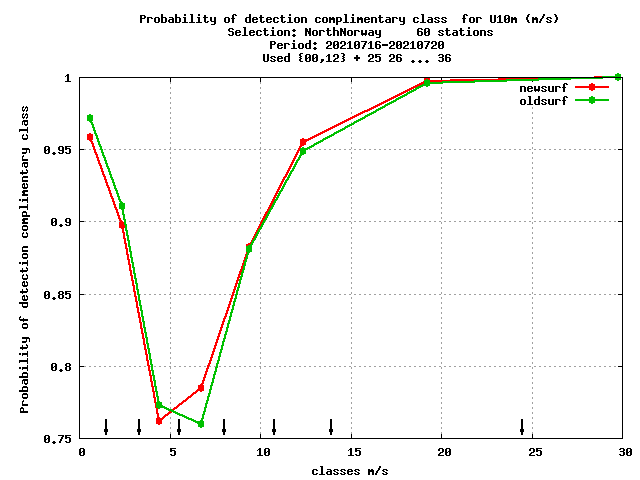 Probability of detection complimentary class  for U10m (m/s)
Selection: NorthNorway     60 stations
Period: 20210716-20210720
Used {00,12} + 25 26 ... 36
newsurf
oldsurf
Probability of detection complimentary class
1
0.95
0.9
0.85
0.8
0.75
0 5 10 15 20 25 30
classes m/s